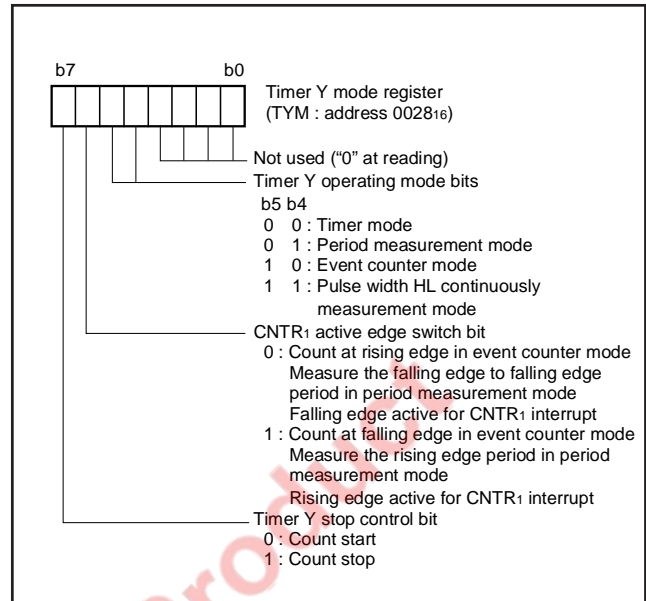 b7 b0
Timer Y mode register
(TYM : address 002816)
Not used (“0” at reading)
Timer Y operating mode bits
b5 b4
0 0 : Timer mode
0 1 : Period measurement mode
1 0 : Event counter mode
1 1 : Pulse width HL continuously
measurement mode
CNTR1 active edge switch bit
0 : Count at rising edge in event counter mode
Measure the falling edge to falling edge
period in period measurement mode
Falling edge active for CNTR1 interrupt
1 : Count at falling edge in event counter mode
Measure the rising edge period in period
measurement mode
Rising edge active for CNTR1 interrupt
Timer Y stop control bit
0 : Count start
1 : Count stop
Product